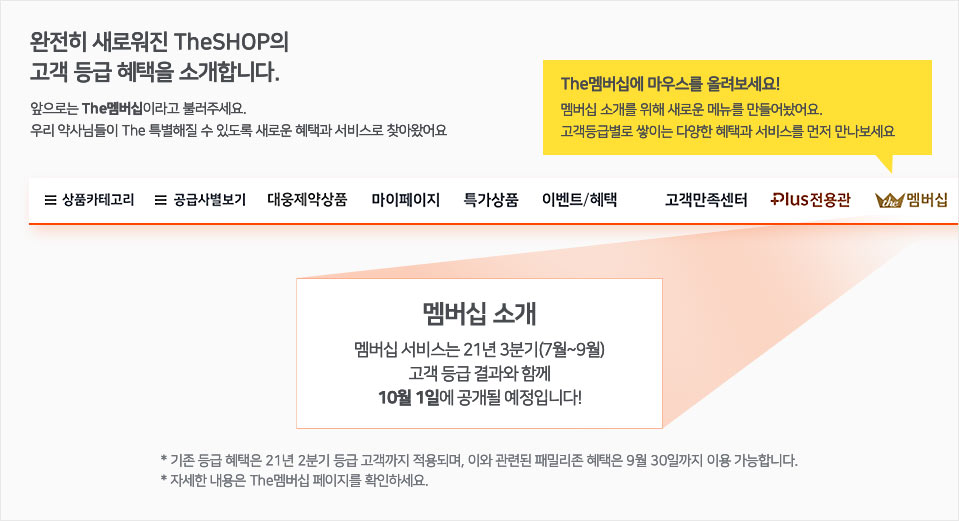 완전히 새로워진 TheSHOP의
고객 등급 혜택을 소개합니다.
앞으로는 The멤버십이라고 불러주세요.
우리 약사님들이 The 특별해질 수 있도록 새로운 혜택과 서비스로 찾아왔어요
The멤버십에 마우스를 올려보세요!
멤버십 소개를 위해 새로운 메뉴를 만들어놨어요.
고객등급별로 쌓이는 다양한 혜택과 서비스를 먼저 만나보세요
상품카테고리 공급사별보기 대웅제약상품 마이페이지 특가상품 이벤트/혜택 고객만족센터 Plus전용관 the멤버십
멤버십 소개
멤버십 서비스는 21년 3분기(7월~9월)
고객 등급 결과와 함께
10월 1일에 공개될 예정입니다!
* 기존 등급 혜택은 21년 2분기 등급 고객까지 적용되며, 이와 관련된 패밀리존 혜택은 9월 30일까지 이용 가능합니다.
* 자세한 내용은 The멤버십 페이지를 확인하세요.